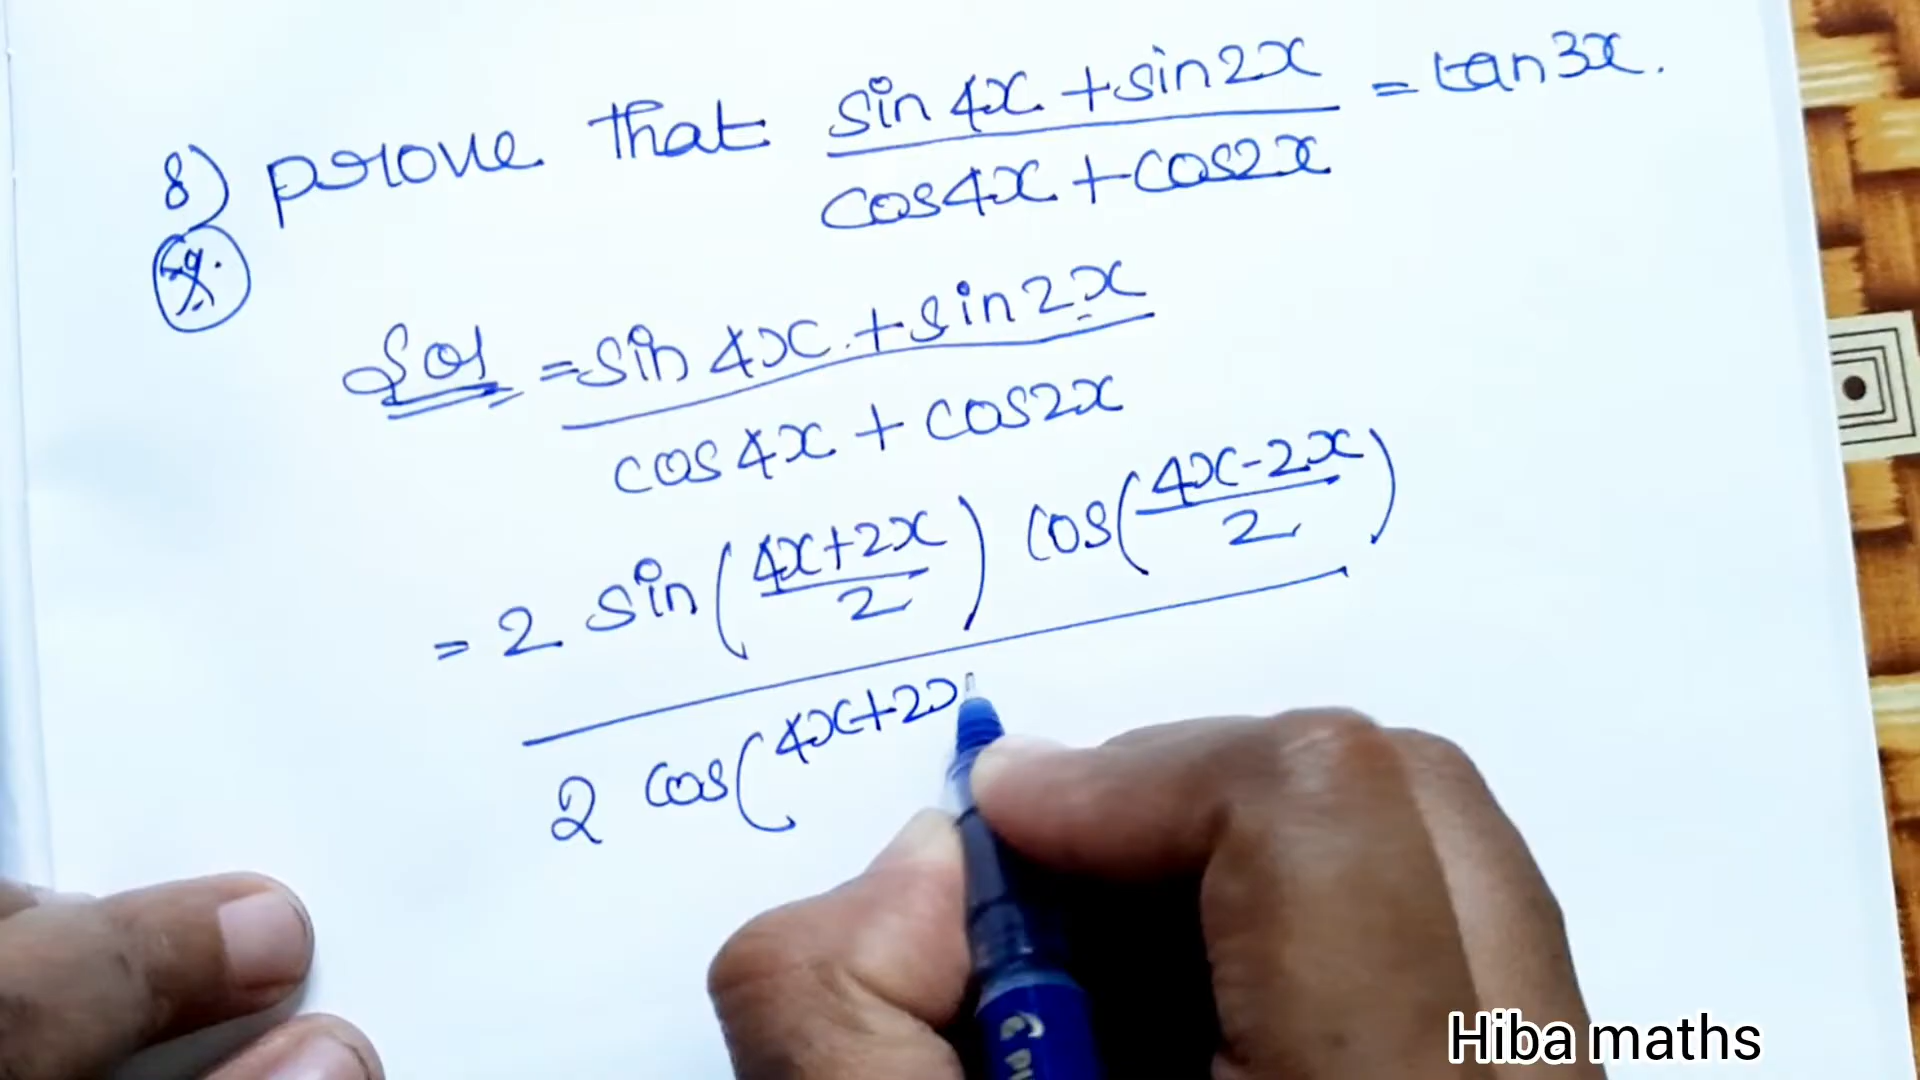 8) prove that sin 4x + sin 2x / cos 4x + cos 2x = tan 3x.
Sol = sin 4x + sin 2x / cos 4x + cos 2x
= 2 sin (4x+2x / 2) cos (4x-2x / 2)
2 cos (4x+2x
Hiba maths